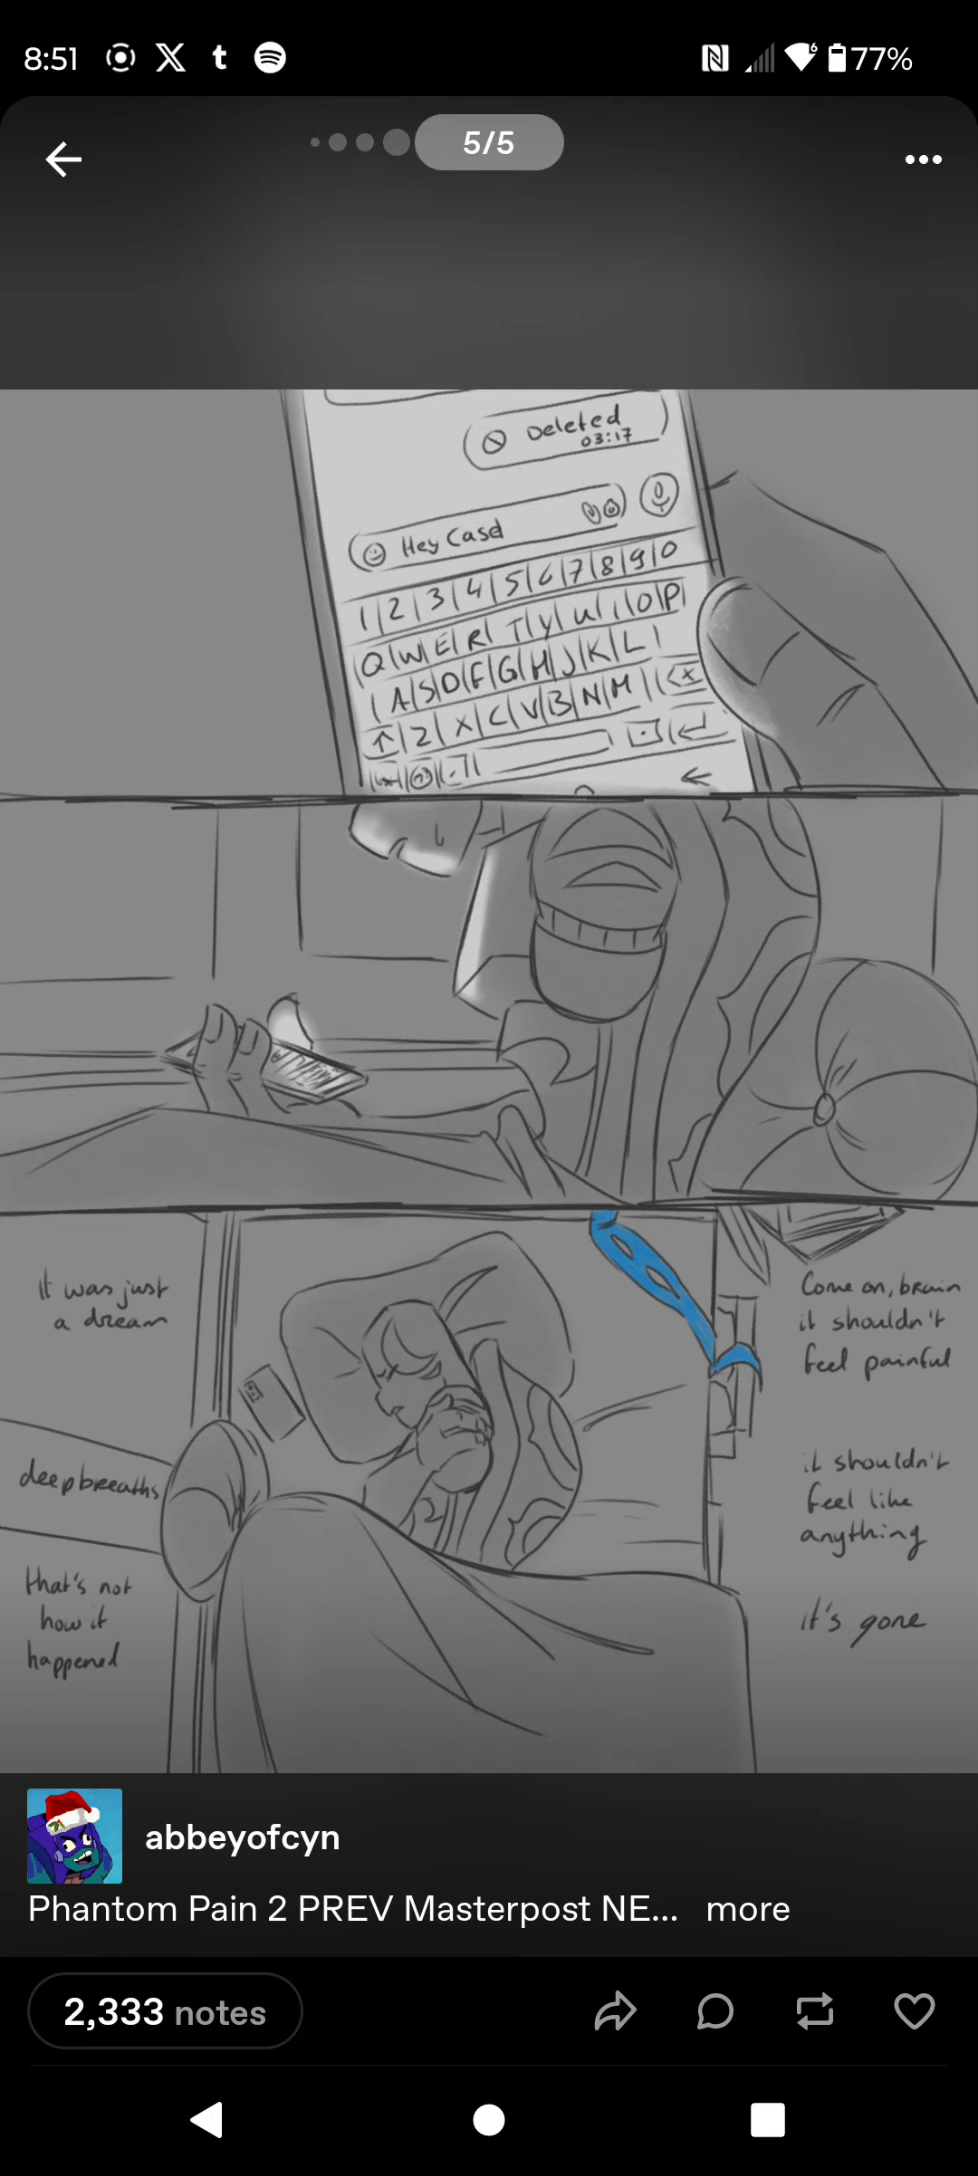 8:51
77%
5/5
Deleted
03:17
Hey Casd
1 2 3 4 5 6 7 8 9 0
Q W E R T Y U I O P
A S D F G H J K L
Z X C V B N M
it was just
a dream
deep breaths
that's not
how it
happened
Come on, brain
it shouldn't
feel painful
it shouldn't
feel like
anything
it's gone
abbeyofcyn
Phantom Pain 2 PREV Masterpost NE... more
2,333 notes